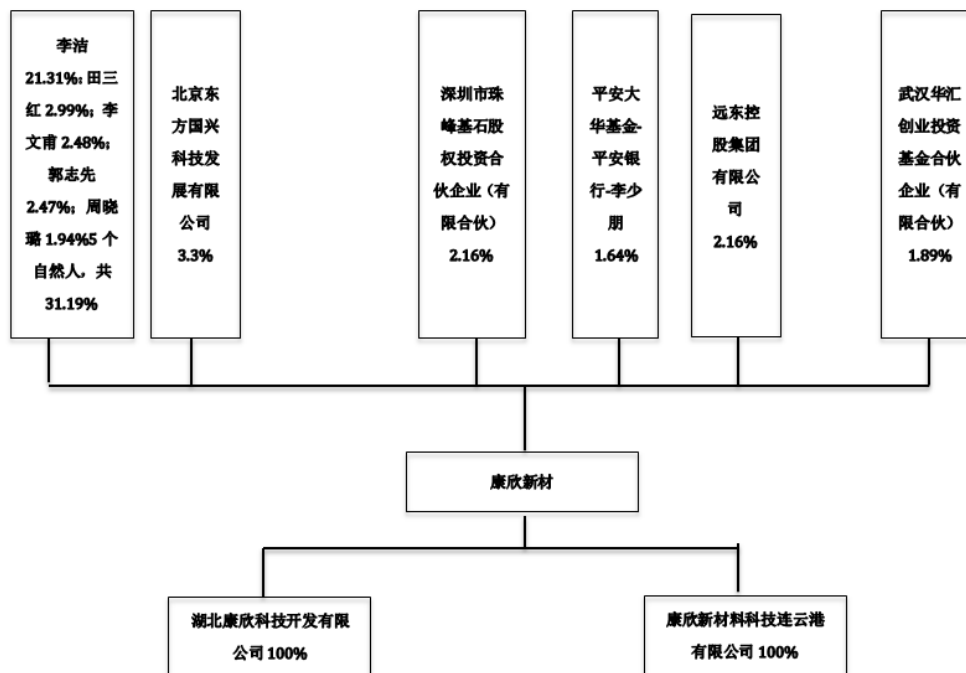 李洁
21.31%；田三
红 2.99%；李
文甫 2.48%；
郭志先
2.47%；周晓
璐 1.94%5 个
自然人，共
31.19%
北京东
方国兴
科技发
展有限
公司
3.3%
深圳市珠
峰基石股
权投资合
伙企业（有
限合伙）
2.16%
平安大
华基金-
平安银
行-李少
朋
1.64%
远东控
股集团
有限公
司
2.16%
武汉华汇
创业投资
基金合伙
企业（有
限合伙）
1.89%
康欣新材
湖北康欣科技开发有限
公司 100%
康欣新材料科技连云港
有限公司 100%